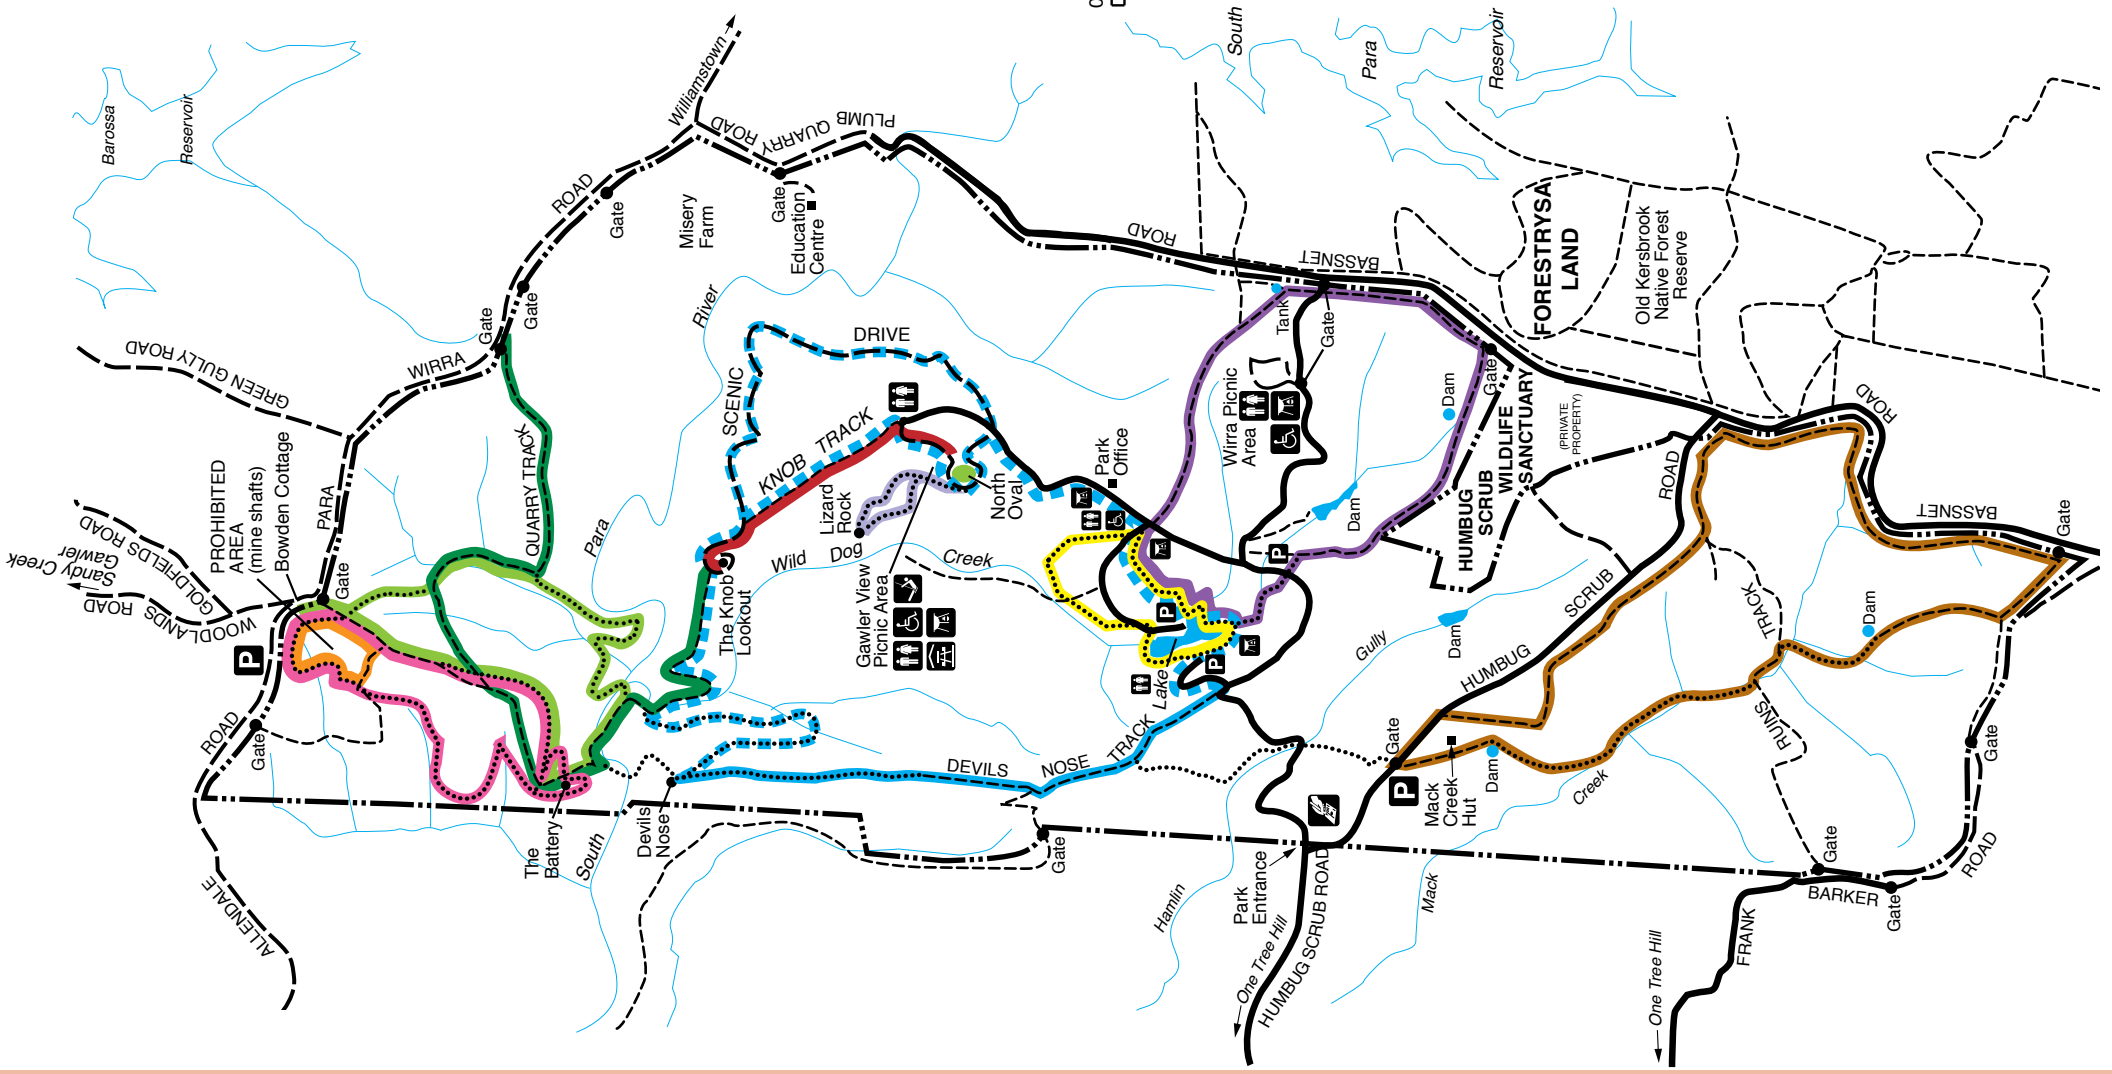 Barossa
Reservoir
Williamstown
PLUMB
QUARRY
ROAD
ROAD
Gate
Misery
Farm
Gate
Education
Centre
South
Para
Reservoir
ROAD
BASSNET
FORESTRYSA
LAND
Old Kersbrook
Native Forest
Reserve
GREEN GULLY ROAD
WIRRA
Gate
Gate
River
SCENIC
DRIVE
Tank
Gate
Wirra Picnic
Area
Dam
Gate
HUMBUG
SCRUB
WILDLIFE
SANCTUARY
(PRIVATE
PROPERTY)
ROAD
Sandy Creek
Gawler
GOLDFIELDS ROAD
WOODLANDS ROAD
PROHIBITED
AREA
(mine shafts)
Bowden Cottage
PARA
Gate
QUARRY TRACK
Para
KNOB TRACK
Lizard
Rock
North
Oval
Park
Office
Dam
Wild Dog
Creek
The Knob
Lookout
Gawler View
Picnic Area
P
P
P
P
Lake
Gully
Dam
HUMBUG
SCRUB
ROAD
BASSNET
Gate
TRACK
RUINS
Dam
ROAD
Gate
ALLENDALE
The
Battery
South
Devils
Nose
DEVILS
NOSE
TRACK
Gate
Gate
P
Mack
Creek
Hut
Dam
Creek
Gate
Hamlin
Park
Entrance
One Tree Hill
HUMBUG SCRUB ROAD
Mack
Gate
BARKER
Gate
ROAD
FRANK
One Tree Hill